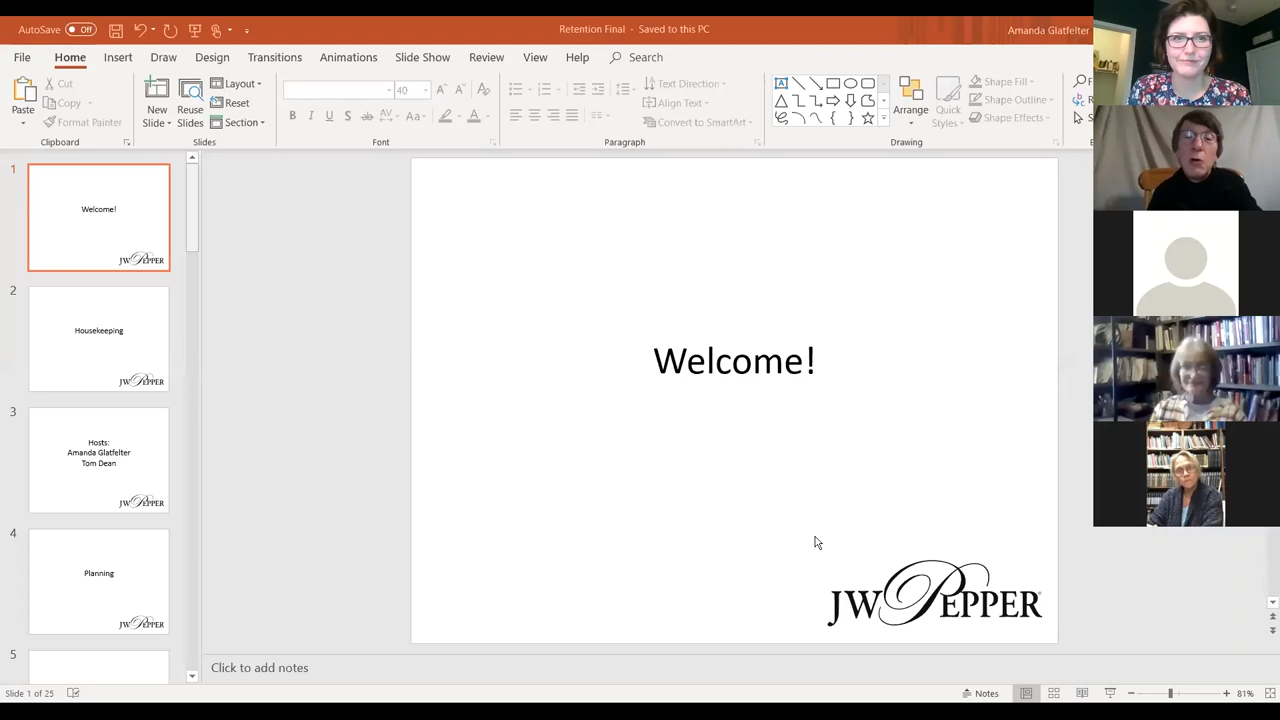 AutoSave Off
Retention Final - Saved to this PC
Amanda Glatfelter
File Home Insert Draw Design Transitions Animations Slide Show Review View Help Search
Paste
Cut
Copy
Format Painter
Clipboard
New Slide
Reuse Slides
Layout
Reset
Section
Slides
40
Font
Text Direction
Align Text
Convert to SmartArt
Paragraph
Arrange
Quick Styles
Shape Fill
Shape Outline
Shape Effects
Drawing
1
Welcome!
JW PEPPER
2
Housekeeping
JW PEPPER
3
Hosts:
Amanda Glatfelter
Tom Dean
JW PEPPER
4
Planning
JW PEPPER
5
Welcome!
JW PEPPER
Click to add notes
Slide 1 of 25
Notes
81%